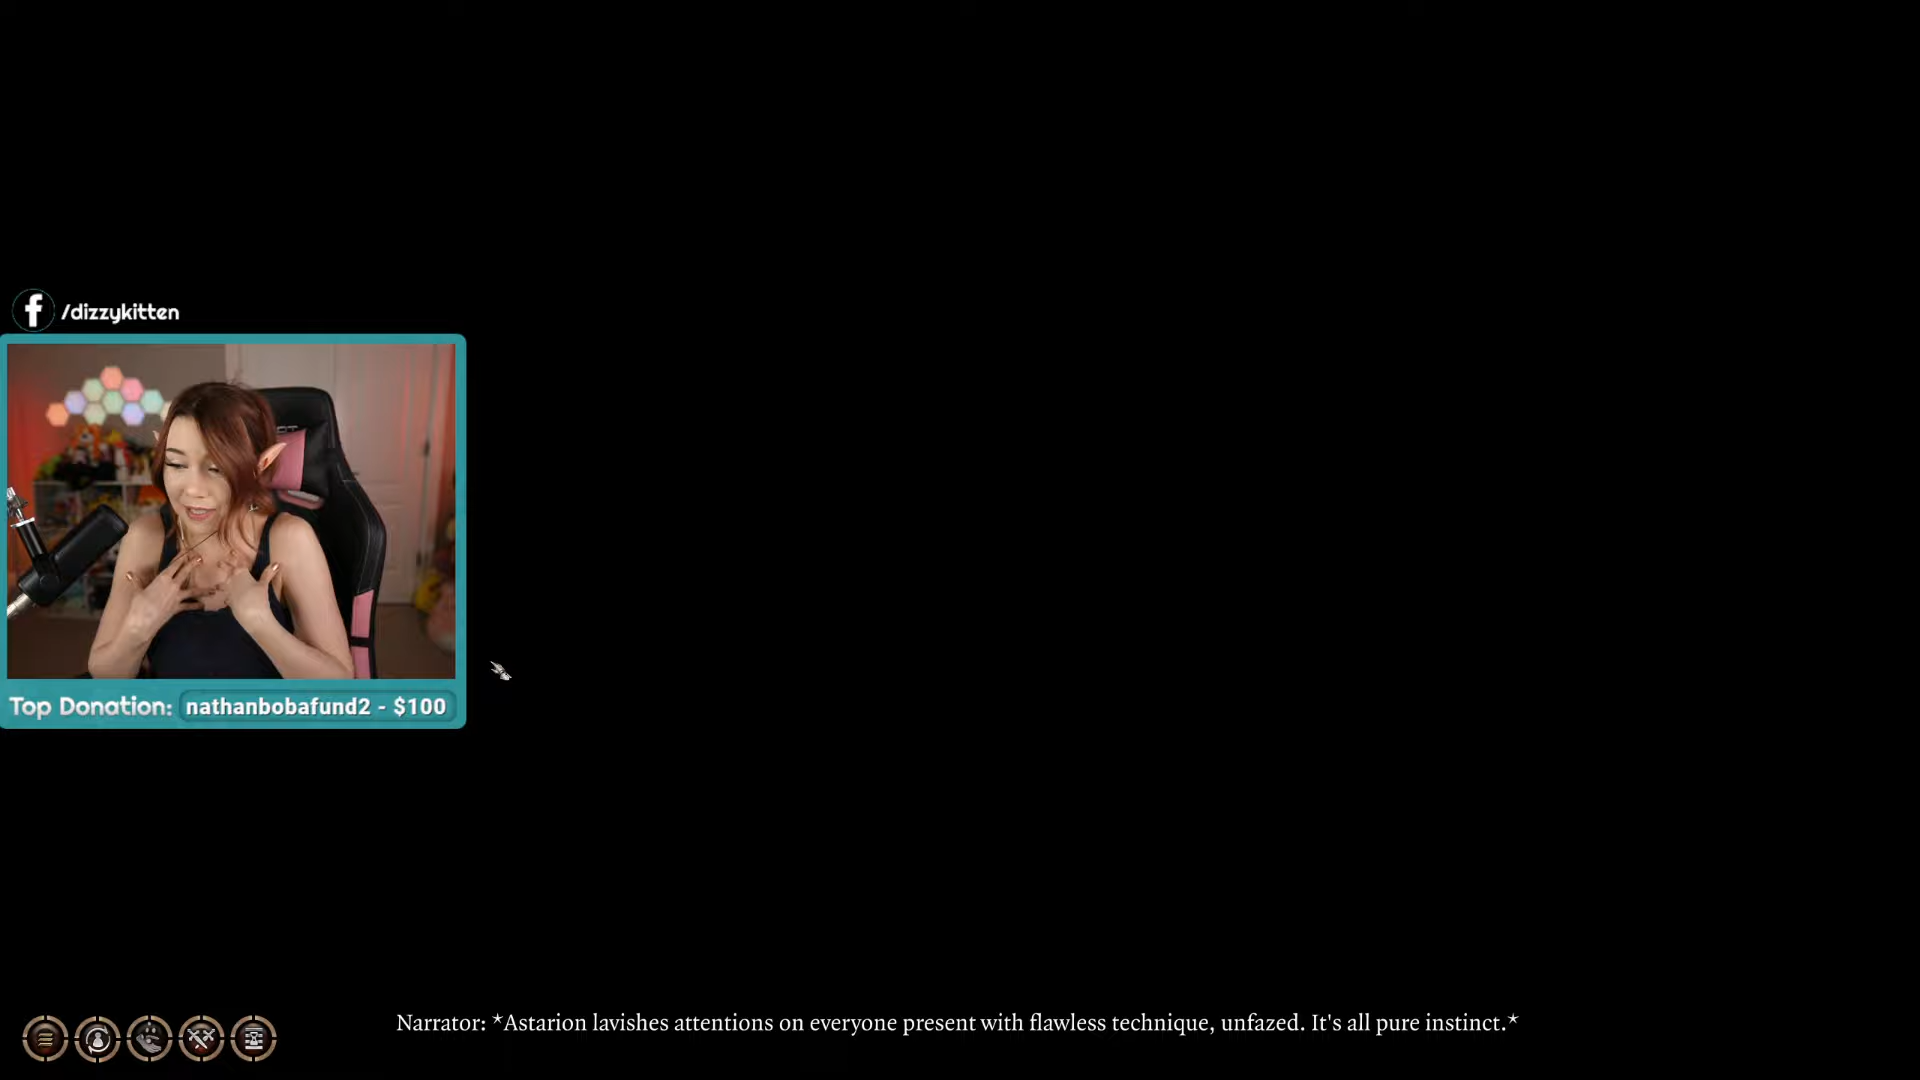 /dizzykitten
Top Donation: nathanbobafund2 - $100
Narrator: *Astarion lavishes attentions on everyone present with flawless technique, unfazed. It's all pure instinct.*